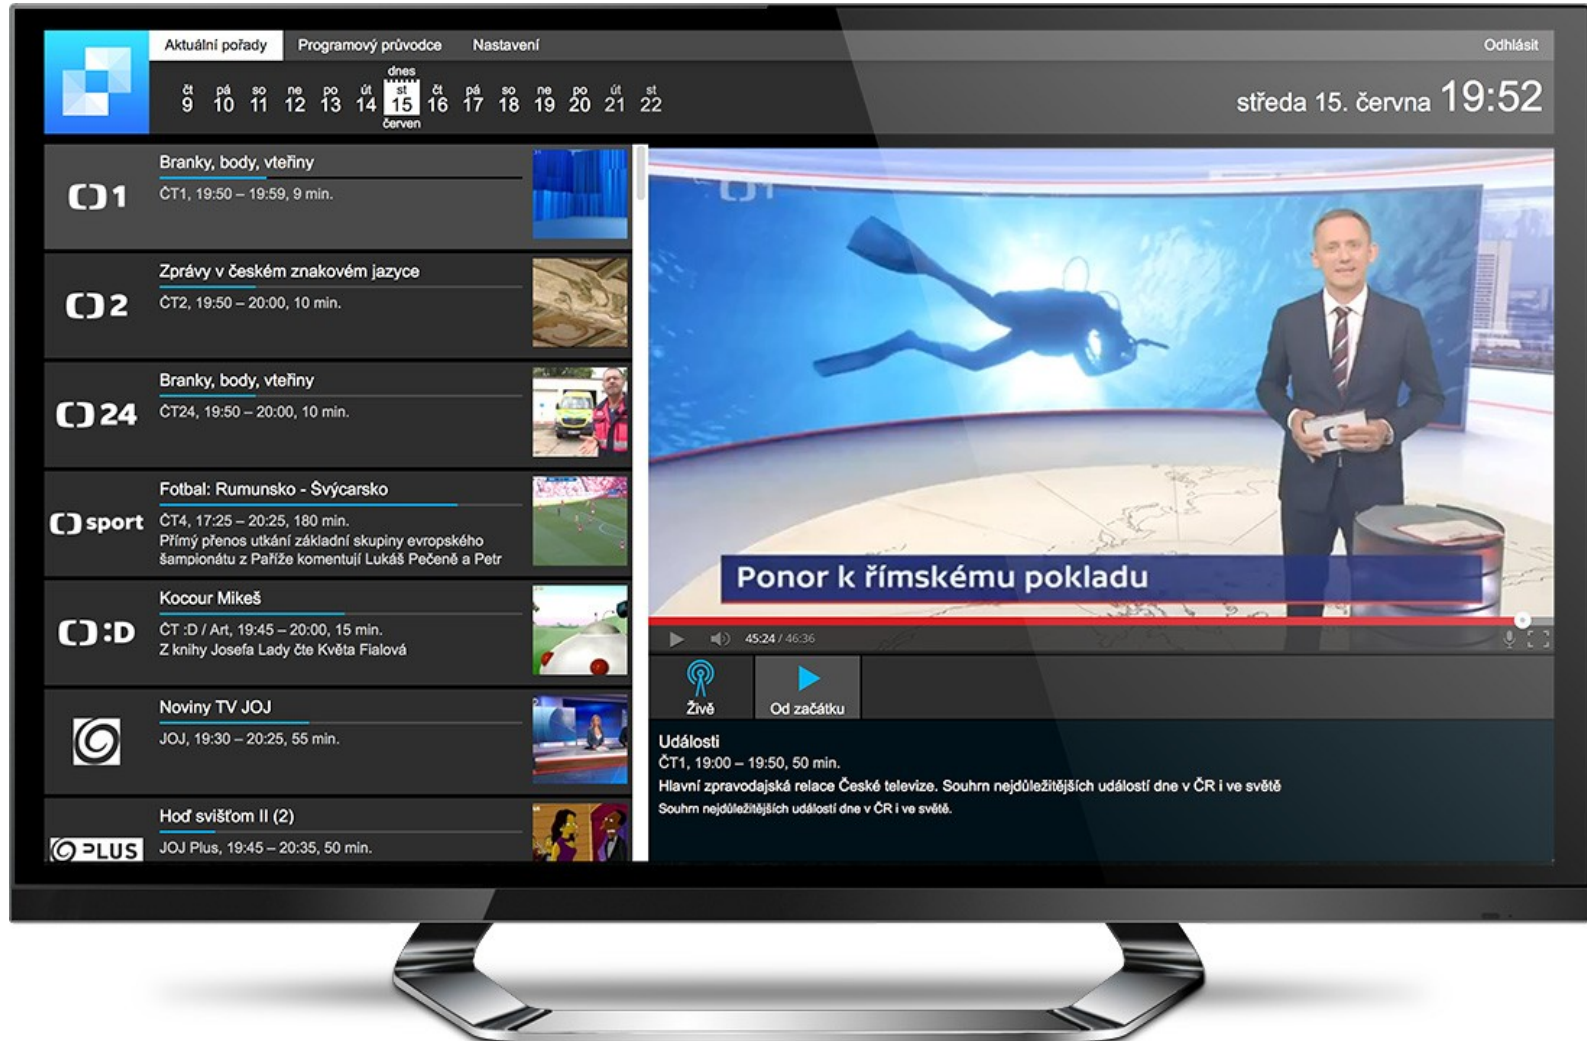 Aktuální pořady Programový průvodce Nastavení Odhlásit
dnes
čt pá so ne po út st čt pá so ne po út st
9 10 11 12 13 14 15 16 17 18 19 20 21 22
červen
středa 15. června 19:52
1
Branky, body, vteřiny
ČT1, 19:50 – 19:59, 9 min.
2
Zprávy v českém znakovém jazyce
ČT2, 19:50 – 20:00, 10 min.
24
Branky, body, vteřiny
ČT24, 19:50 – 20:00, 10 min.
sport
Fotbal: Rumunsko - Švýcarsko
ČT4, 17:25 – 20:25, 180 min.
Přímý přenos utkání základní skupiny evropského
šampionátu z Paříže komentují Lukáš Pečeně a Petr
:D
Kocour Mikeš
ČT :D / Art, 19:45 – 20:00, 15 min.
Z knihy Josefa Lady čte Květa Fialová
Noviny TV JOJ
JOJ, 19:30 – 20:25, 55 min.
PLUS
Hoď svišťom II (2)
JOJ Plus, 19:45 – 20:35, 50 min.
1
Ponor k římskému pokladu
45:24 / 46:36
Živě Od začátku
Události
ČT1, 19:00 – 19:50, 50 min.
Hlavní zpravodajská relace České televize. Souhrn nejdůležitějších událostí dne v ČR i ve světě
Souhrn nejdůležitějších událostí dne v ČR i ve světě.